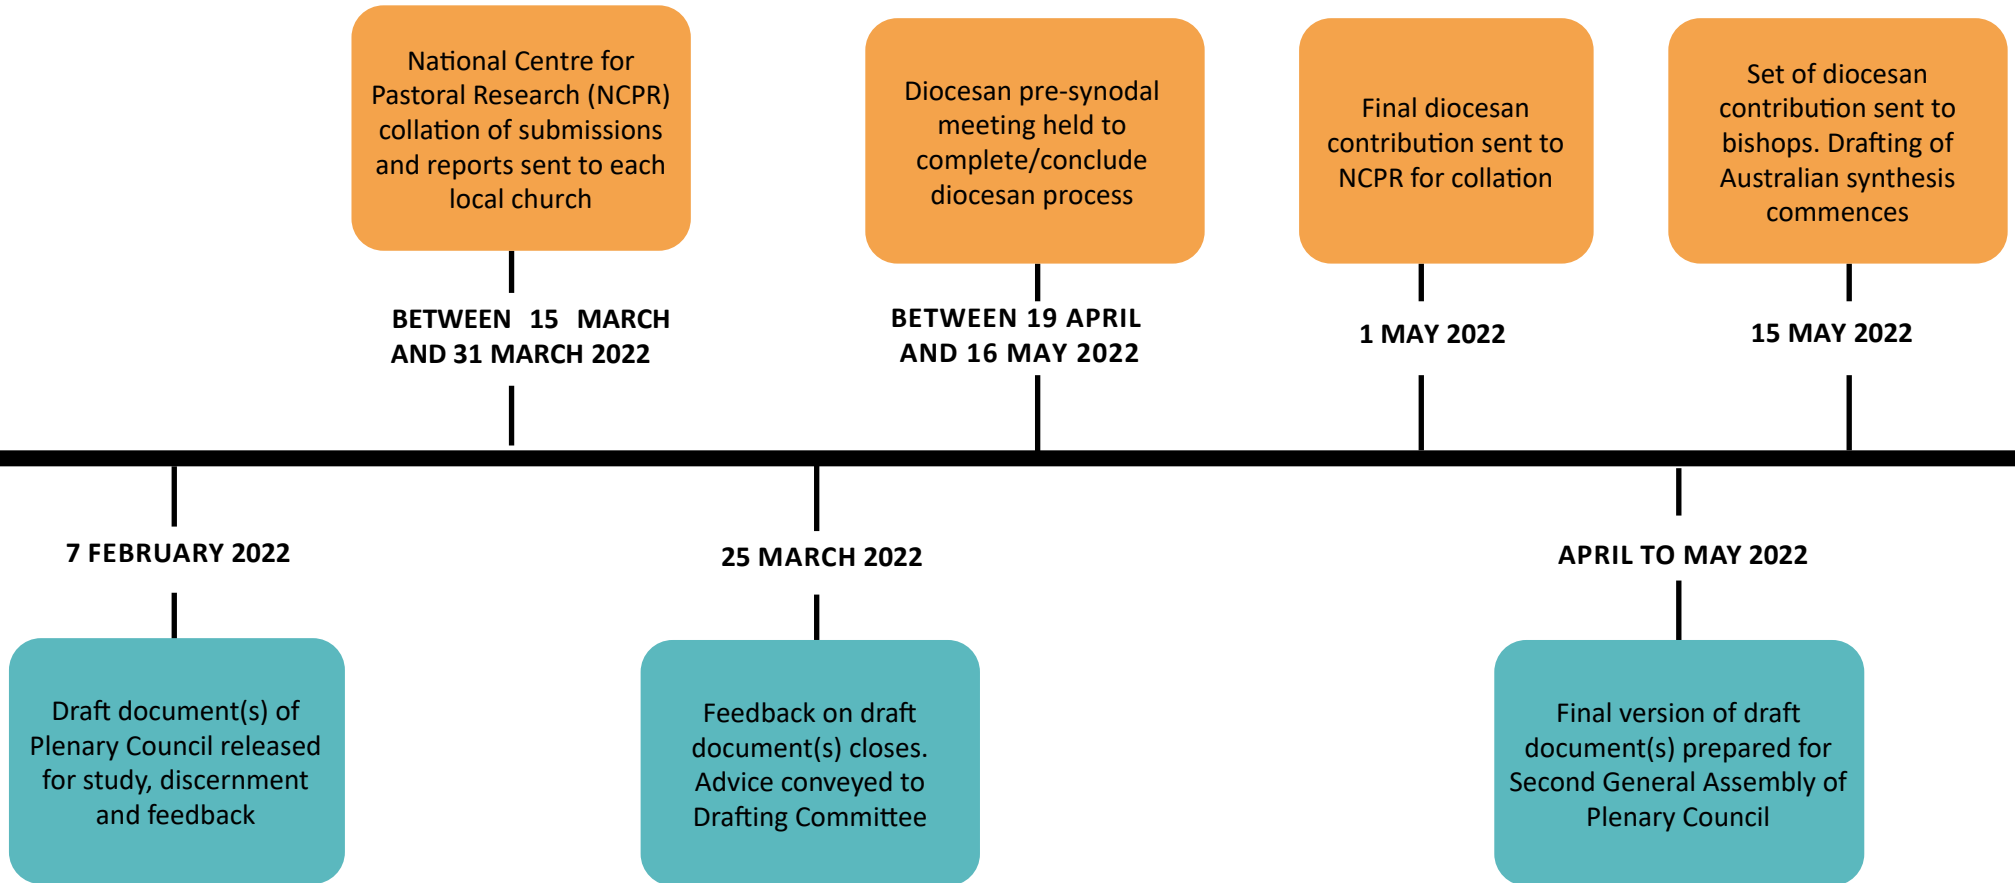 National Centre for
Pastoral Research (NCPR)
collation of submissions
and reports sent to each
local church
BETWEEN 15 MARCH
AND 31 MARCH 2022
Diocesan pre-synodal
meeting held to
complete/conclude
diocesan process
BETWEEN 19 APRIL
AND 16 MAY 2022
Final diocesan
contribution sent to
NCPR for collation
1 MAY 2022
Set of diocesan
contribution sent to
bishops. Drafting of
Australian synthesis
commences
15 MAY 2022
7 FEBRUARY 2022
Draft document(s) of
Plenary Council released
for study, discernment
and feedback
25 MARCH 2022
Feedback on draft
document(s) closes.
Advice conveyed to
Drafting Committee
APRIL TO MAY 2022
Final version of draft
document(s) prepared for
Second General Assembly of
Plenary Council